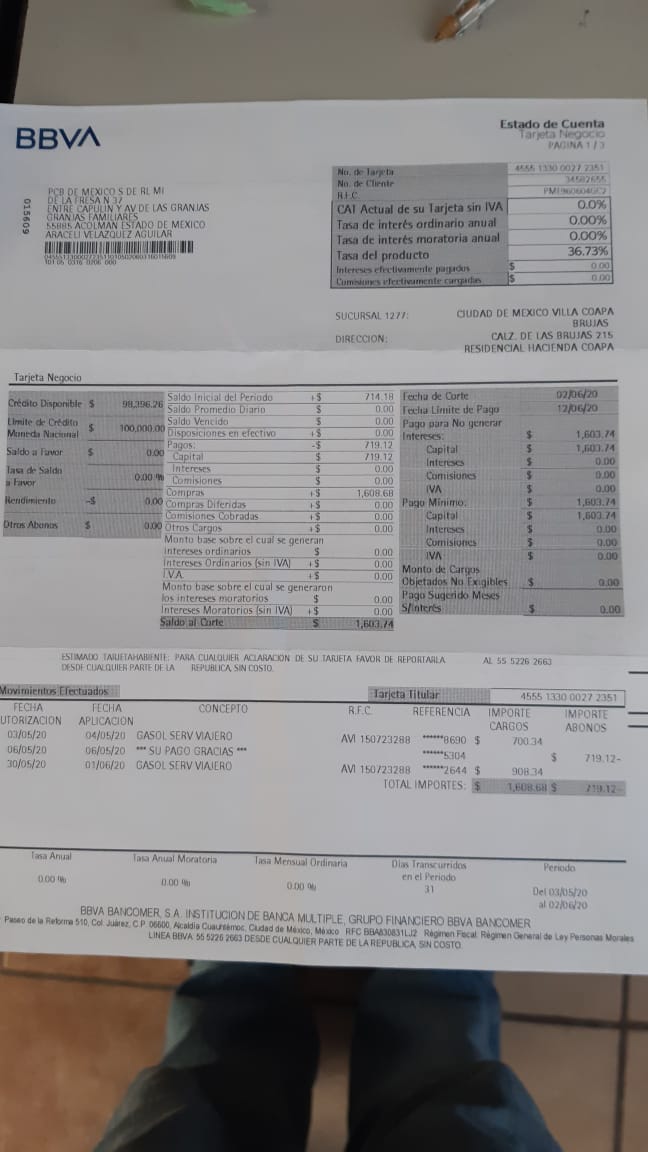 BBVA
Estado de Cuenta
Tarjeta Negocio
PAGINA 1 / 3
015609
PCB DE MEXICO S DE RL MI
DE LA FRESA N 37
ENTRE CAPULIN Y AV DE LAS GRANJAS
GRANJAS FAMILIARES
55885 ACOLMAN ESTADO DE MEXICO
ARACELI VELAZQUEZ AGUILAR
No. de Tarjeta 4555 1330 0027 2351
No. de Cliente 34582655
R.F.C.
CAT Actual de su Tarjeta sin IVA 0.0%
Tasa de interés ordinario anual 0.00%
Tasa de interés moratoria anual 0.00%
Tasa del producto 36.73%
Intereses efectivamente pagados $ 0.00
Comisiones efectivamente cargadas $ 0.00
SUCURSAL 1277: CIUDAD DE MEXICO VILLA COAPA
BRUJAS
DIRECCION: CALZ. DE LAS BRUJAS 215
RESIDENCIAL HACIENDA COAPA
Tarjeta Negocio
Crédito Disponible $ 98,396.26
Límite de Crédito
Moneda Nacional $ 100,000.00
Saldo a Favor $ 0.00
Tasa de Saldo
a Favor 0.00 %
Rendimiento -$ 0.00
Otros Abonos $ 0.00
Saldo Inicial del Periodo +$ 714.18
Saldo Promedio Diario $ 0.00
Saldo Vencido $ 0.00
Disposiciones en efectivo +$ 0.00
Pagos: -$ 719.12
Capital $ 719.12
Intereses $ 0.00
Comisiones $ 0.00
Compras +$ 1,608.68
Compras Diferidas +$ 0.00
Comisiones Cobradas +$ 0.00
Otros Cargos +$ 0.00
Monto base sobre el cual se generan
intereses ordinarios $ 0.00
Intereses Ordinarios (sin IVA) +$ 0.00
I.V.A. +$ 0.00
Monto base sobre el cual se generaron
los intereses moratorios $ 0.00
Intereses Moratorios (sin IVA) +$ 0.00
Saldo al Corte $ 1,603.74
Fecha de Corte 02/06/20
Fecha Límite de Pago 12/06/20
Pago para No generar
Intereses: $ 1,603.74
Capital $ 1,603.74
Intereses $ 0.00
Comisiones $ 0.00
IVA $ 0.00
Pago Mínimo: $ 1,603.74
Capital $ 1,603.74
Intereses $ 0.00
Comisiones $ 0.00
IVA $ 0.00
Monto de Cargos
Objetados No Exigibles $ 0.00
Pago Sugerido Meses
S/Interés $ 0.00
ESTIMADO TARJETAHABIENTE: PARA CUALQUIER ACLARACION DE SU TARJETA FAVOR DE REPORTARLA AL 55 5226 2663
DESDE CUALQUIER PARTE DE LA REPUBLICA, SIN COSTO.
Movimientos Efectuados
Tarjeta Titular 4555 1330 0027 2351
FECHA FECHA CONCEPTO R.F.C. REFERENCIA IMPORTE IMPORTE
UTORIZACION APLICACION CARGOS ABONOS
03/05/20 04/05/20 GASOL SERV VIAJERO AVI 150723288 ******8690 $ 700.34
06/05/20 06/05/20 *** SU PAGO GRACIAS *** ******5304 $ 719.12-
30/05/20 01/06/20 GASOL SERV VIAJERO AVI 150723288 ******2644 $ 908.34
TOTAL IMPORTES: $ 1,608.68 $ 719.12-
Tasa Anual Tasa Anual Moratoria Tasa Mensual Ordinaria Días Transcurridos Periodo
en el Periodo
0.00 % 0.00 % 0.00 % 31 Del 03/05/20
al 02/06/20
BBVA BANCOMER, S.A. INSTITUCION DE BANCA MULTIPLE, GRUPO FINANCIERO BBVA BANCOMER
Paseo de la Reforma 510, Col. Juárez, C.P. 06600, Alcaldía Cuauhtémoc, Ciudad de México, México RFC BBA830831LJ2 Régimen Fiscal: Régimen General de Ley Personas Morales
LINEA BBVA: 55 5226 2663 DESDE CUALQUIER PARTE DE LA REPUBLICA, SIN COSTO.